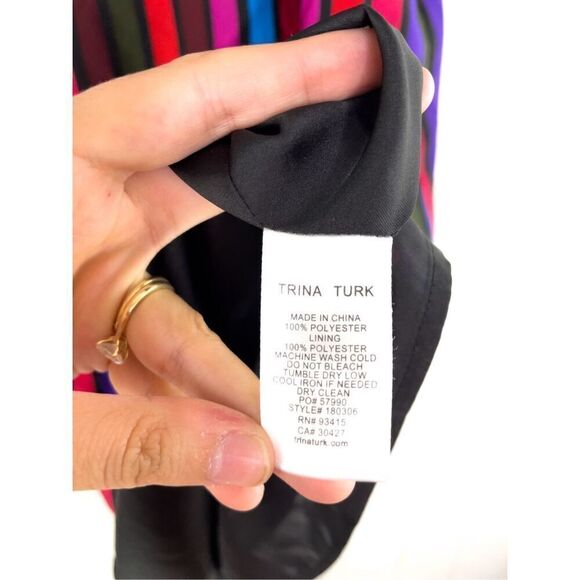 TRINA TURK
MADE IN CHINA
100% POLYESTER
LINING
100% POLYESTER
MACHINE WASH COLD
DO NOT BLEACH
TUMBLE DRY LOW
COOL IRON IF NEEDED
DRY CLEAN
PO# 57990
STYLE# 180306
RN# 93415
CA# 30427
trinaturk.com